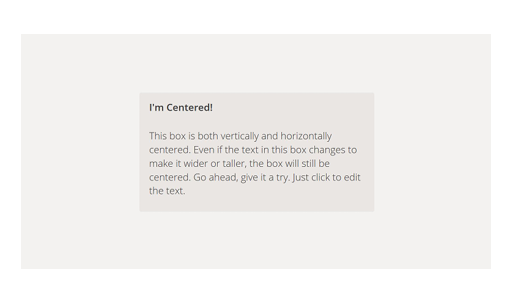 I'm Centered!
This box is both vertically and horizontally
centered. Even if the text in this box changes to
make it wider or taller, the box will still be
centered. Go ahead, give it a try. Just click to edit
the text.